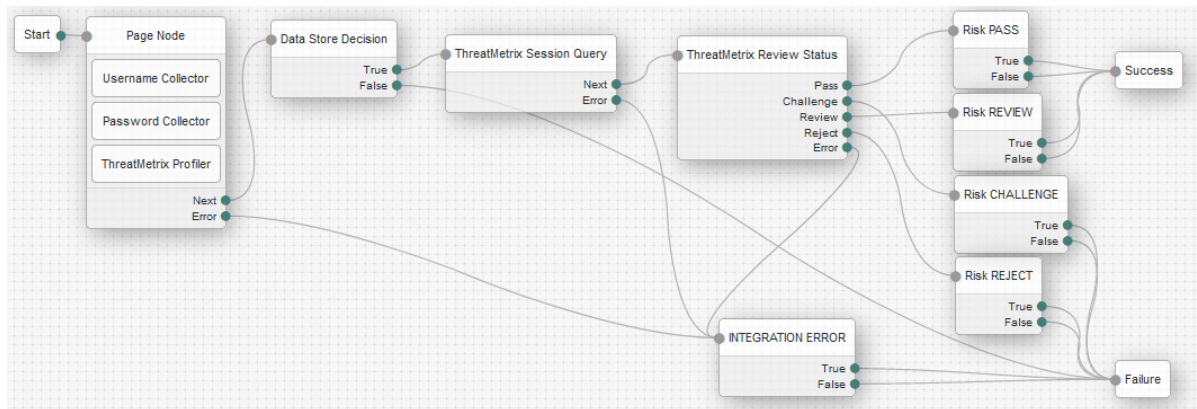 Start
Page Node
Username Collector
Password Collector
ThreatMetrix Profiler
Next
Error
Data Store Decision
True
False
ThreatMetrix Session Query
Next
Error
ThreatMetrix Review Status
Pass
Challenge
Review
Reject
Error
Risk PASS
True
False
Risk REVIEW
True
False
Risk CHALLENGE
True
False
Risk REJECT
True
False
INTEGRATION ERROR
True
False
Success
Failure